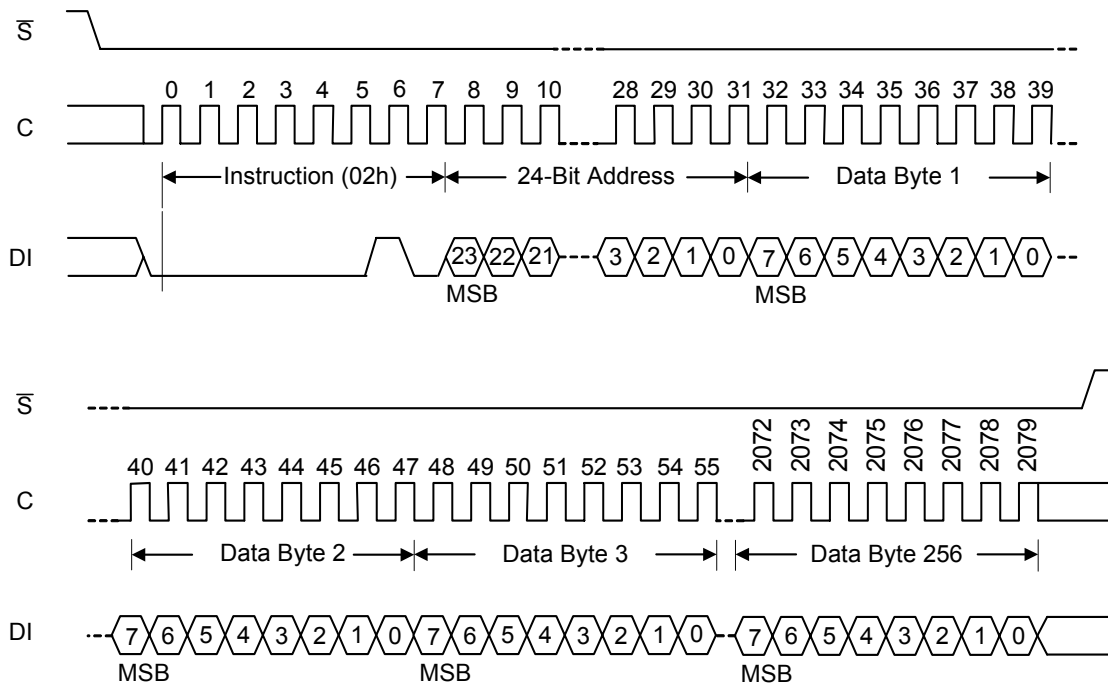 S
0 1 2 3 4 5 6 7 8 9 10 28 29 30 31 32 33 34 35 36 37 38 39
C
Instruction (02h) 24-Bit Address Data Byte 1
DI 23 22 21 3 2 1 0 7 6 5 4 3 2 1 0
MSB MSB
S
2072 2073 2074 2075 2076 2077 2078 2079
40 41 42 43 44 45 46 47 48 49 50 51 52 53 54 55
C
Data Byte 2 Data Byte 3 Data Byte 256
DI 7 6 5 4 3 2 1 0 7 6 5 4 3 2 1 0 7 6 5 4 3 2 1 0
MSB MSB MSB